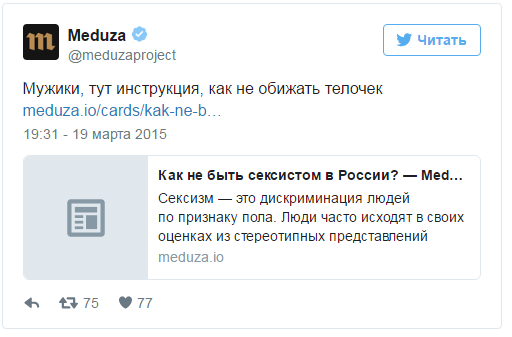 Meduza
@meduzaproject
Читать
Мужики, тут инструкция, как не обижать телочек
meduza.io/cards/kak-ne-b…
19:31 - 19 марта 2015
Как не быть сексистом в России? — Med…
Сексизм — это дискриминация людей
по признаку пола. Люди часто исходят в своих
оценках из стереотипных представлений
meduza.io
75
77